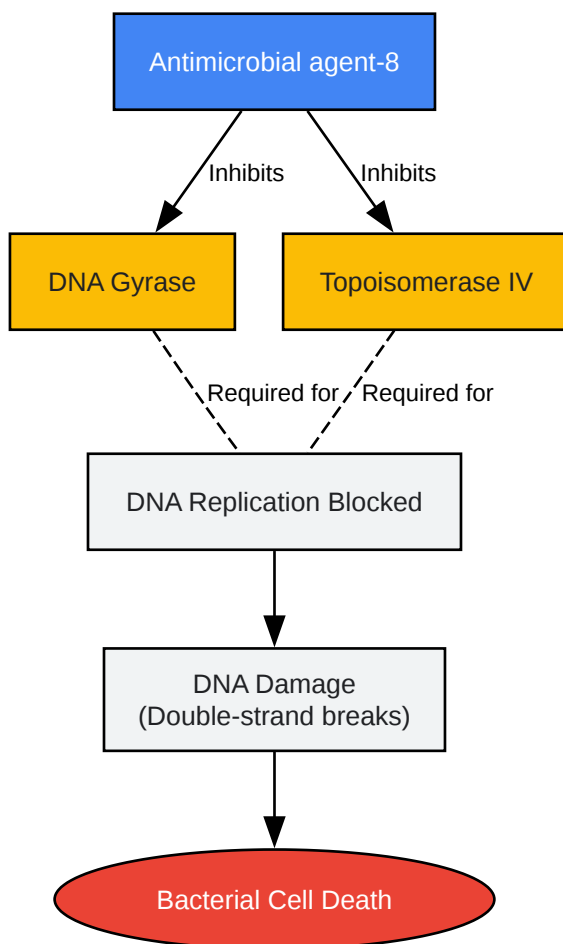 Antimicrobial agent-8
Inhibits
Inhibits
DNA Gyrase
Topoisomerase IV
Required for
Required for
DNA Replication Blocked
DNA Damage
(Double-strand breaks)
Bacterial Cell Death